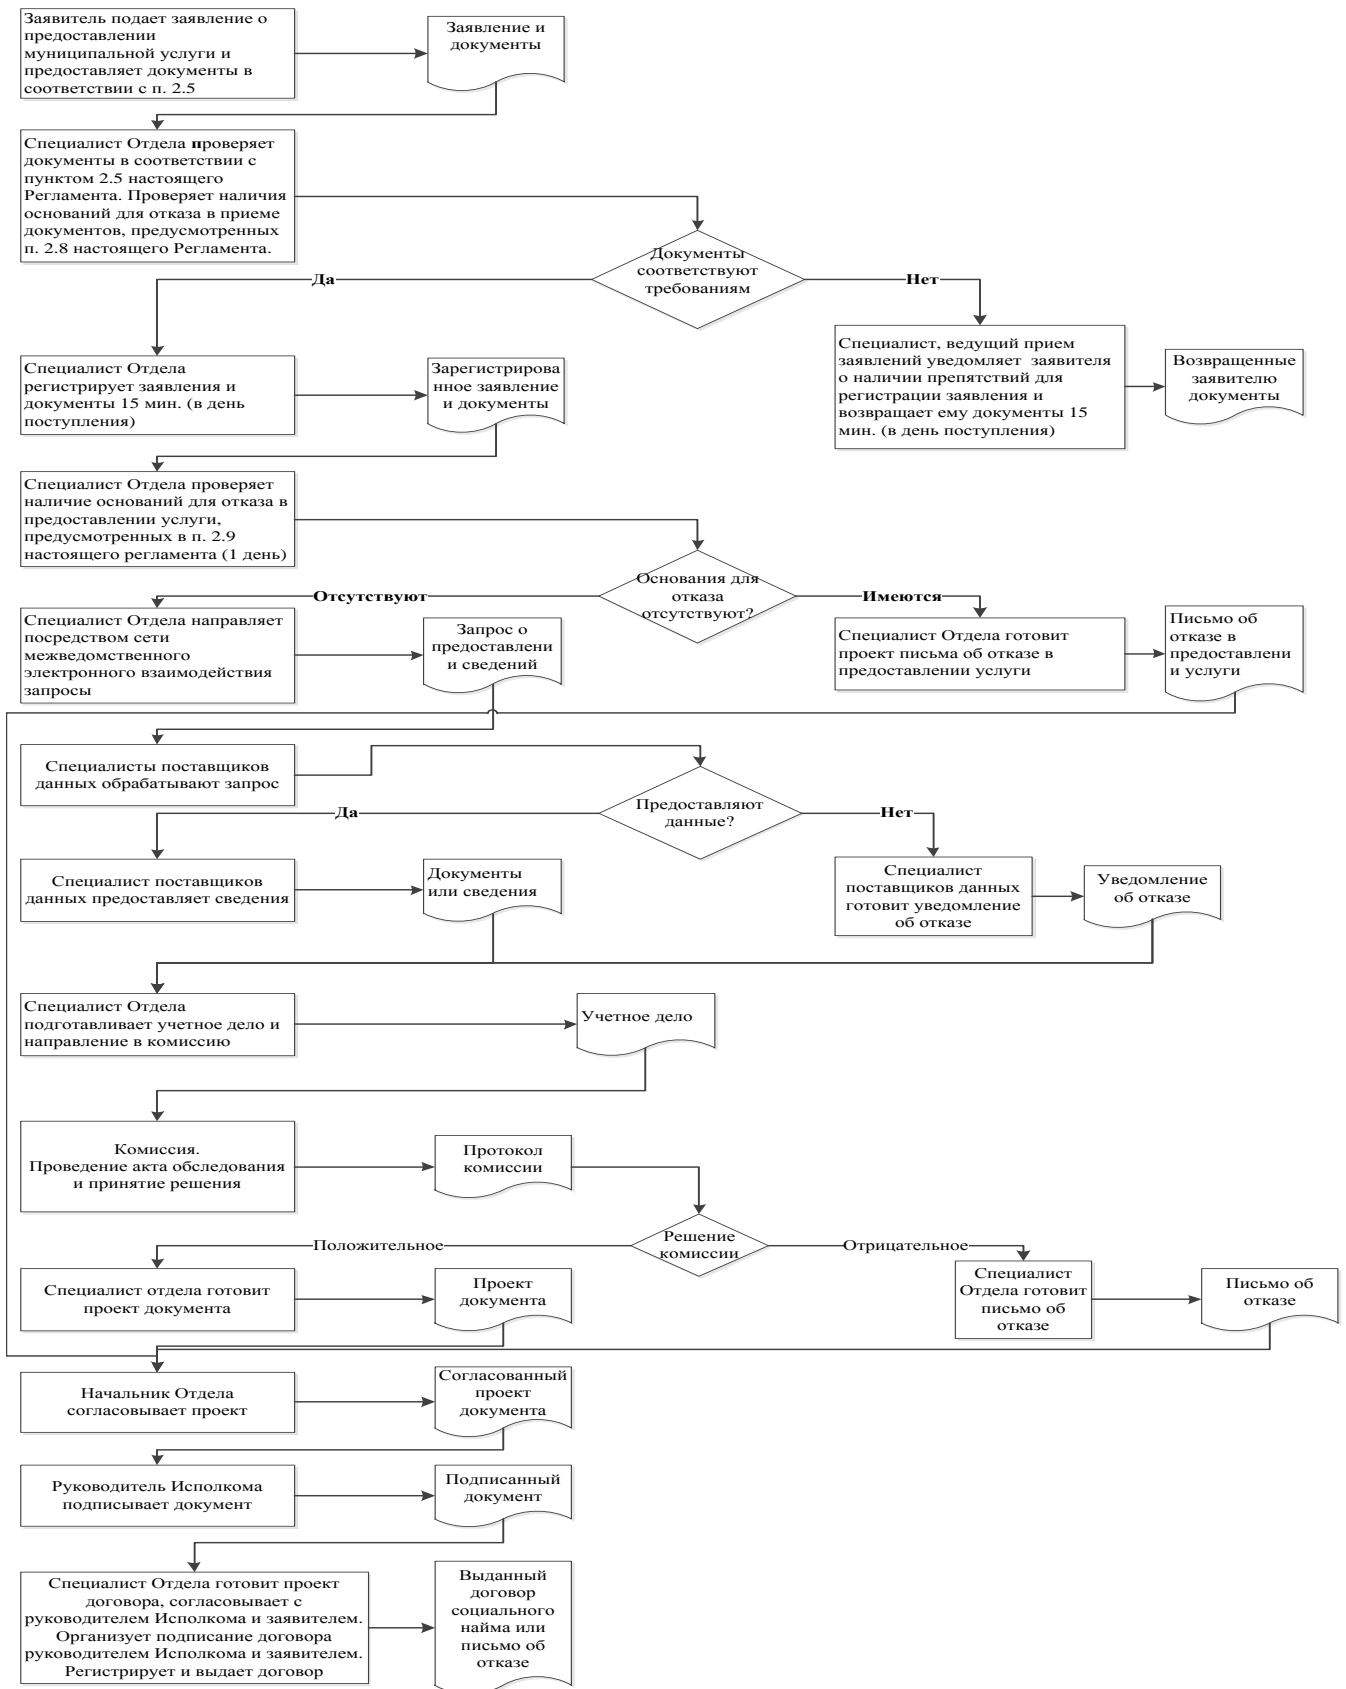 Заявитель подает заявление о
предоставлении
муниципальной услуги и
предоставляет документы в
соответствии с п. 2.5
Заявление и
документы
Специалист Отдела проверяет
документы в соответствии с
пунктом 2.5 настоящего
Регламента. Проверяет наличия
оснований для отказа в приеме
документов, предусмотренных
п. 2.8 настоящего Регламента.
Документы
соответствуют
требованиям
Да
Нет
Специалист Отдела
регистрирует заявления и
документы 15 мин. (в день
поступления)
Зарегистрирова
нное заявление
и документы
Специалист, ведущий прием
заявлений уведомляет заявителя
о наличии препятствий для
регистрации заявления и
возвращает ему документы 15
мин. (в день поступления)
Возвращенные
заявителю
документы
Специалист Отдела проверяет
наличие оснований для отказа в
предоставлении услуги,
предусмотренных в п. 2.9
настоящего регламента (1 день)
Основания для
отказа
отсутствуют?
Отсутствуют
Имеются
Специалист Отдела направляет
посредством сети
межведомственного
электронного взаимодействия
запросы
Запрос о
предоставлени
и сведений
Специалист Отдела готовит
проект письма об отказе в
предоставлении услуги
Письмо об
отказе в
предоставлени
и услуги
Специалисты поставщиков
данных обрабатывают запрос
Предоставляют
данные?
Да
Нет
Специалист поставщиков
данных предоставляет сведения
Документы
или сведения
Специалист
поставщиков данных
готовит уведомление
об отказе
Уведомление
об отказе
Специалист Отдела
подготавливает учетное дело и
направление в комиссию
Учетное дело
Комиссия.
Проведение акта обследования
и принятие решения
Протокол
комиссии
Решение
комиссии
Положительное
Отрицательное
Специалист отдела готовит
проект документа
Проект
документа
Специалист
Отдела готовит
письмо об
отказе
Письмо об
отказе
Начальник Отдела
согласовывает проект
Согласованный
проект
документа
Руководитель Исполкома
подписывает документ
Подписанный
документ
Специалист Отдела готовит проект
договора, согласовывает с
руководителем Исполкома и заявителем.
Организует подписание договора
руководителем Исполкома и заявителем.
Регистрирует и выдает договор
Выданный
договор
социального
найма или
письмо об
отказе